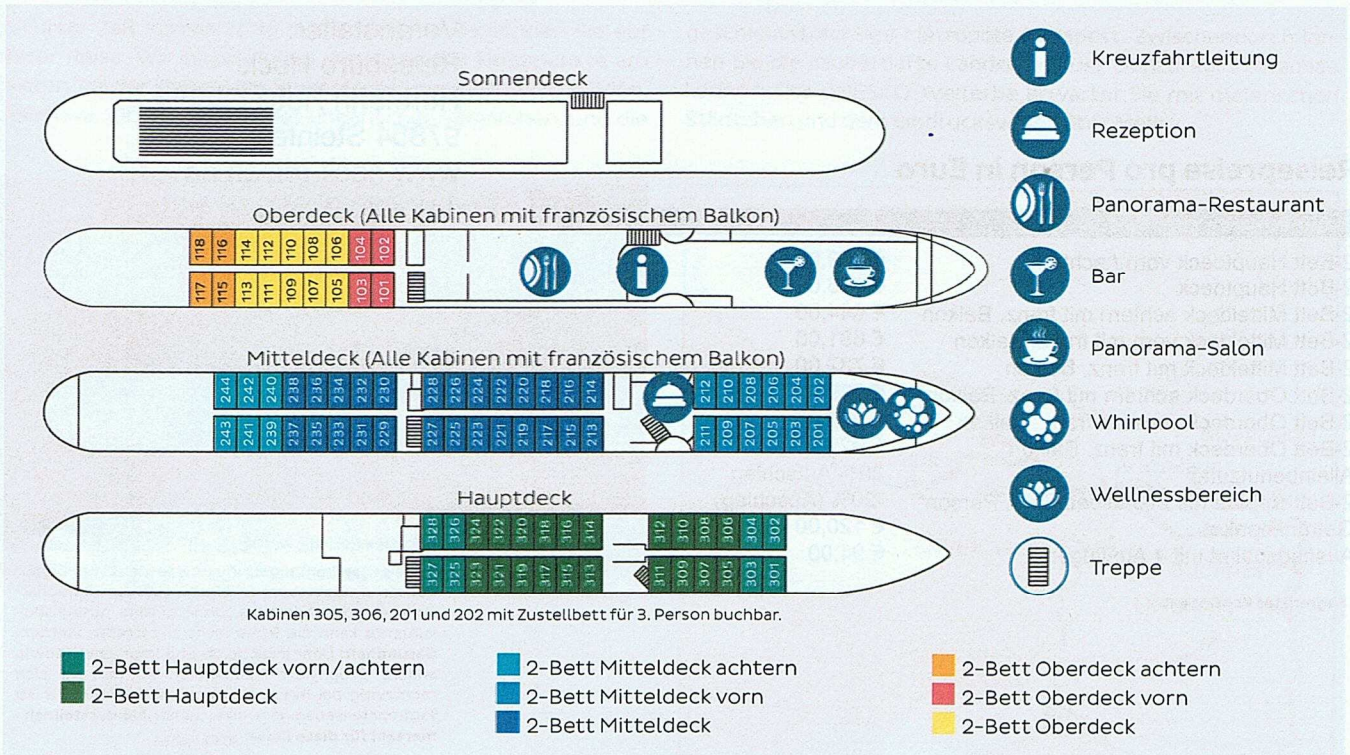 Sonnendeck
Oberdeck (Alle Kabinen mit französischem Balkon)
118 116 114 112 110 108 106 104 102
117 115 113 111 109 107 105 103 101
Mitteldeck (Alle Kabinen mit französischem Balkon)
244 242 240 238 236 234 232 230 228 226 224 222 220 218 216 214 212 210 208 206 204 202
243 241 239 237 235 233 231 229 227 225 223 221 219 217 215 213 211 209 207 205 203 201
Hauptdeck
328 326 324 322 320 318 316 314 312 310 308 306 304 302
327 325 323 321 319 317 315 313 311 309 307 305 303 301
Kabinen 305, 306, 201 und 202 mit Zustellbett für 3. Person buchbar.
Kreuzfahrtleitung
Rezeption
Panorama-Restaurant
Bar
Panorama-Salon
Whirlpool
Wellnessbereich
Treppe
2-Bett Hauptdeck vorn/achtern
2-Bett Hauptdeck
2-Bett Mitteldeck achtern
2-Bett Mitteldeck vorn
2-Bett Mitteldeck
2-Bett Oberdeck achtern
2-Bett Oberdeck vorn
2-Bett Oberdeck